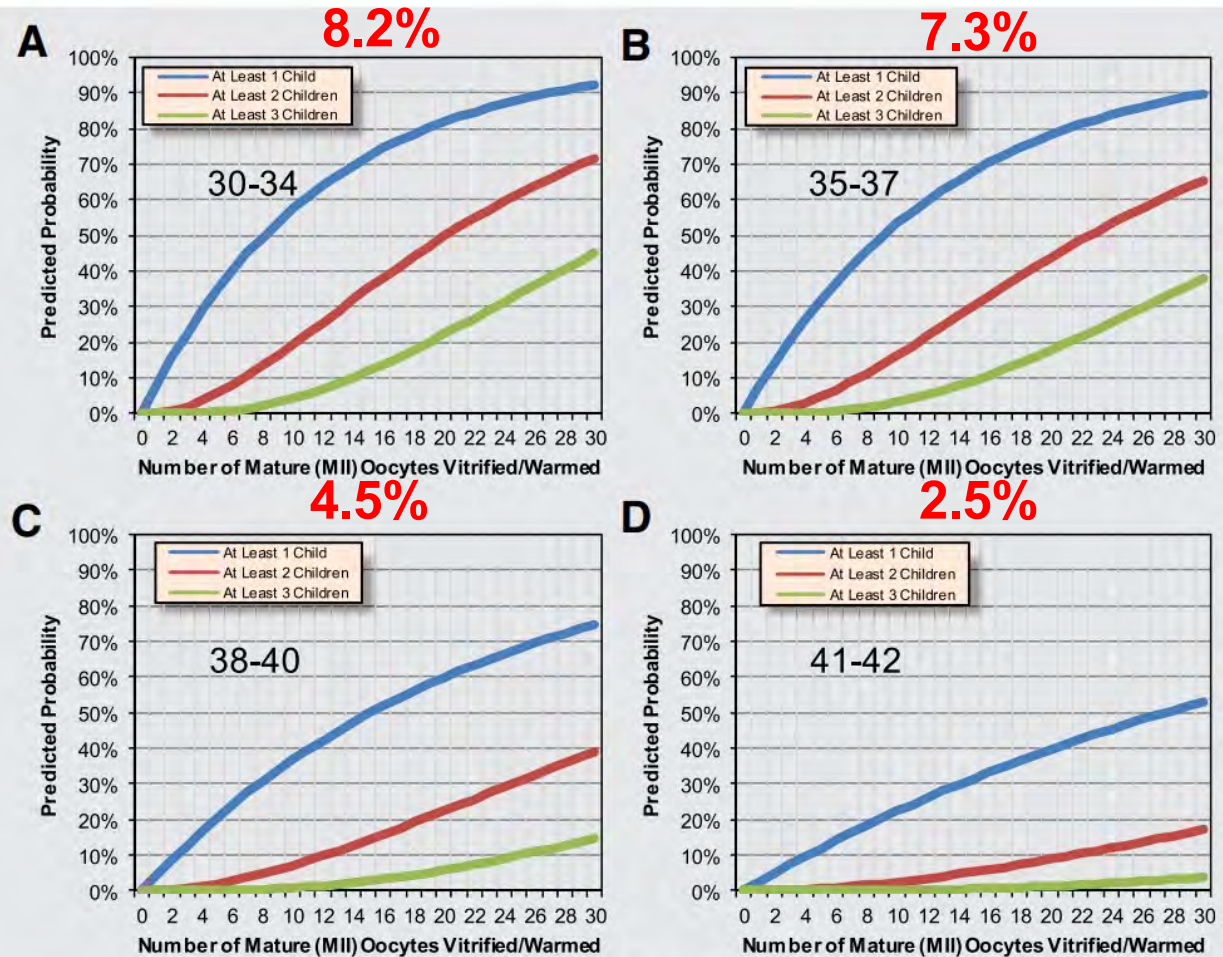 A
8.2%
100%
90%
80%
70%
60%
50%
40%
30%
20%
10%
0%
Predicted Probability
At Least 1 Child
At Least 2 Children
At Least 3 Children
30-34
0 2 4 6 8 10 12 14 16 18 20 22 24 26 28 30
Number of Mature (MII) Oocytes Vitrified/Warmed
B
7.3%
100%
90%
80%
70%
60%
50%
40%
30%
20%
10%
0%
Predicted Probability
At Least 1 Child
At Least 2 Children
At Least 3 Children
35-37
0 2 4 6 8 10 12 14 16 18 20 22 24 26 28 30
Number of Mature (MII) Oocytes Vitrified/Warmed
C
4.5%
100%
90%
80%
70%
60%
50%
40%
30%
20%
10%
0%
Predicted Probability
At Least 1 Child
At Least 2 Children
At Least 3 Children
38-40
0 2 4 6 8 10 12 14 16 18 20 22 24 26 28 30
Number of Mature (MII) Oocytes Vitrified/Warmed
D
2.5%
100%
90%
80%
70%
60%
50%
40%
30%
20%
10%
0%
Predicted Probability
At Least 1 Child
At Least 2 Children
At Least 3 Children
41-42
0 2 4 6 8 10 12 14 16 18 20 22 24 26 28 30
Number of Mature (MII) Oocytes Vitrified/Warmed